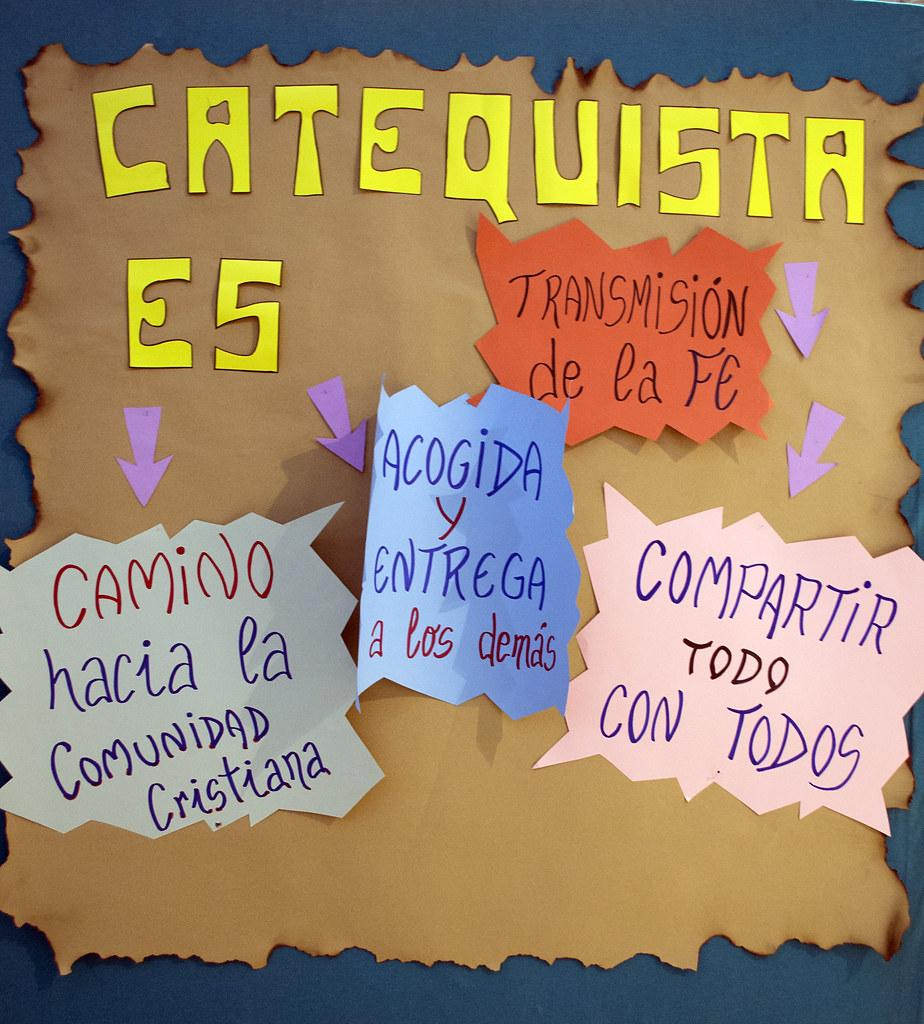 CATEQUISTA
ES
TRANSMISIÓN
de la FE
ACOGIDA
Y
ENTREGA
a los demás
CAMINO
hacia la
COMUNIDAD
Cristiana
COMPARTIR
TODO
CON TODOS